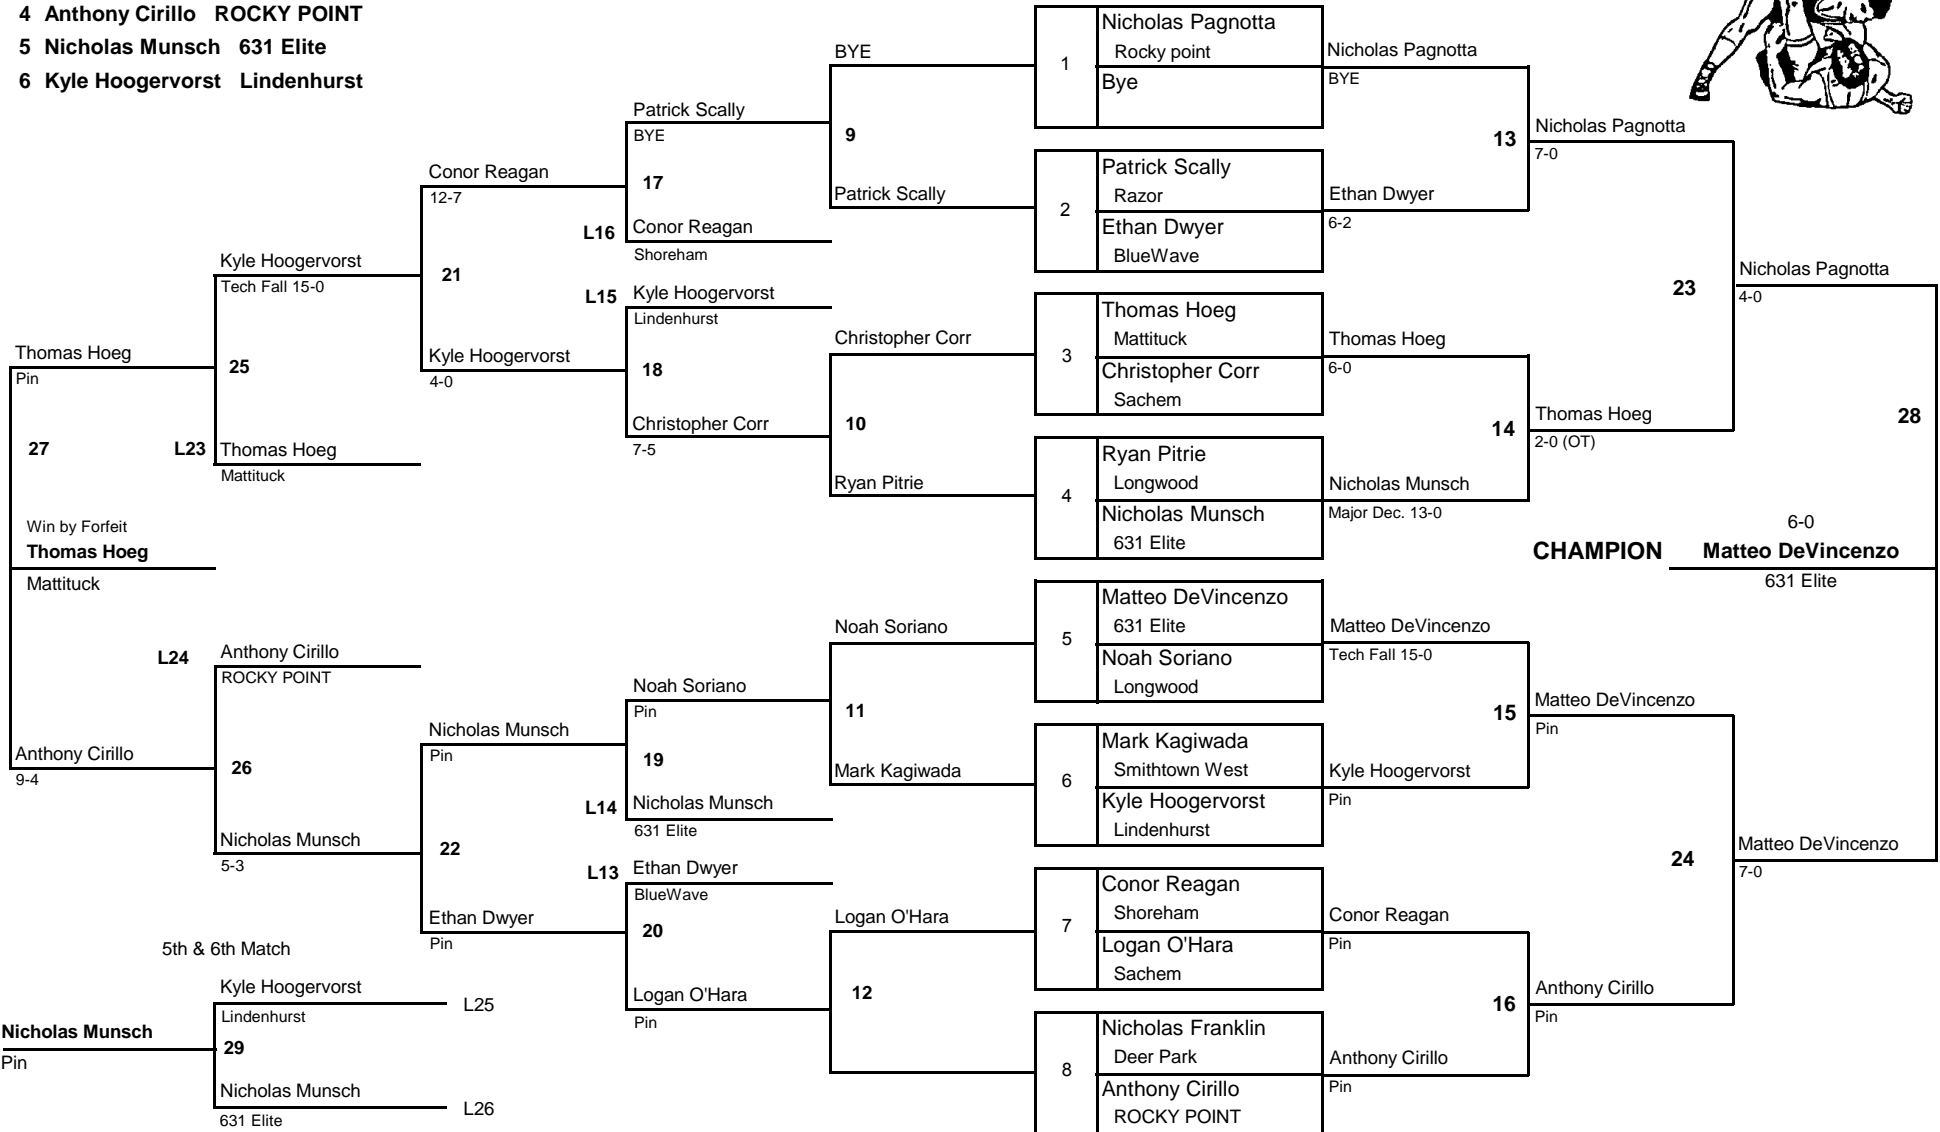 4 Anthony Cirillo ROCKY POINT
5 Nicholas Munsch 631 Elite
6 Kyle Hoogervorst Lindenhurst
Thomas Hoeg
Pin
27
Win by Forfeit
Thomas Hoeg
Mattituck
Anthony Cirillo
9-4
Kyle Hoogervorst
Tech Fall 15-0
25
L23 Thomas Hoeg
Mattituck
L24 Anthony Cirillo
ROCKY POINT
26
Nicholas Munsch
5-3
5th & 6th Match
Kyle Hoogervorst L25
Lindenhurst
Nicholas Munsch
Pin
29
Nicholas Munsch L26
631 Elite
Conor Reagan
12-7
21
Kyle Hoogervorst
4-0
Nicholas Munsch
Pin
22
Ethan Dwyer
Pin
Patrick Scally
BYE
17
L16 Conor Reagan
Shoreham
L15 Kyle Hoogervorst
Lindenhurst
18
Christopher Corr
7-5
Noah Soriano
Pin
19
L14 Nicholas Munsch
631 Elite
L13 Ethan Dwyer
BlueWave
20
Logan O'Hara
Pin
BYE
9
Patrick Scally
Christopher Corr
10
Ryan Pitrie
Noah Soriano
11
Mark Kagiwada
Logan O'Hara
12
1
Nicholas Pagnotta
Rocky point
Bye
2
Patrick Scally
Razor
Ethan Dwyer
BlueWave
3
Thomas Hoeg
Mattituck
Christopher Corr
Sachem
4
Ryan Pitrie
Longwood
Nicholas Munsch
631 Elite
5
Matteo DeVincenzo
631 Elite
Noah Soriano
Longwood
6
Mark Kagiwada
Smithtown West
Kyle Hoogervorst
Lindenhurst
7
Conor Reagan
Shoreham
Logan O'Hara
Sachem
8
Nicholas Franklin
Deer Park
Anthony Cirillo
ROCKY POINT
Nicholas Pagnotta
BYE
13
Ethan Dwyer
6-2
Thomas Hoeg
6-0
14
Nicholas Munsch
Major Dec. 13-0
Matteo DeVincenzo
Tech Fall 15-0
15
Kyle Hoogervorst
Pin
Conor Reagan
Pin
16
Anthony Cirillo
Pin
Nicholas Pagnotta
7-0
23
Thomas Hoeg
2-0 (OT)
Matteo DeVincenzo
Pin
24
Anthony Cirillo
Pin
Nicholas Pagnotta
4-0
28
6-0
CHAMPION Matteo DeVincenzo
631 Elite
Matteo DeVincenzo
7-0